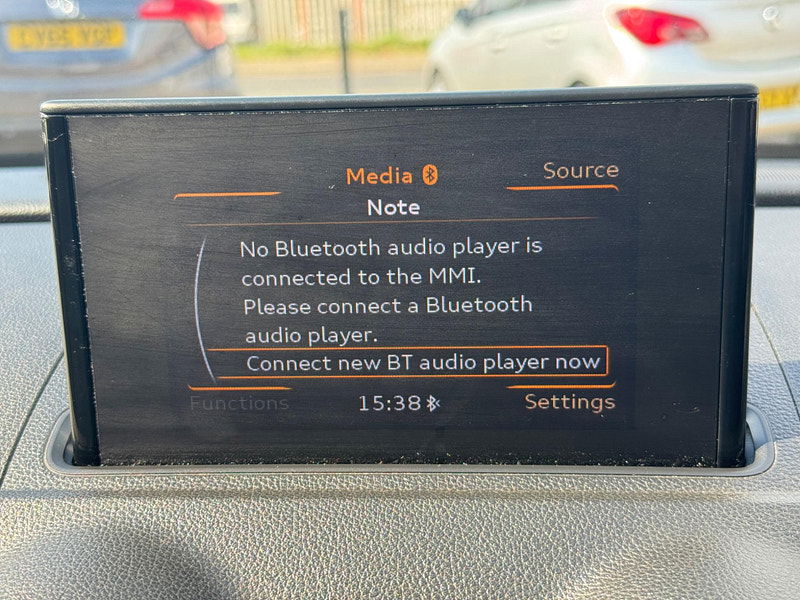 Media
Source
Note
No Bluetooth audio player is
connected to the MMI.
Please connect a Bluetooth
audio player.
Connect new BT audio player now
Functions
15:38
Settings